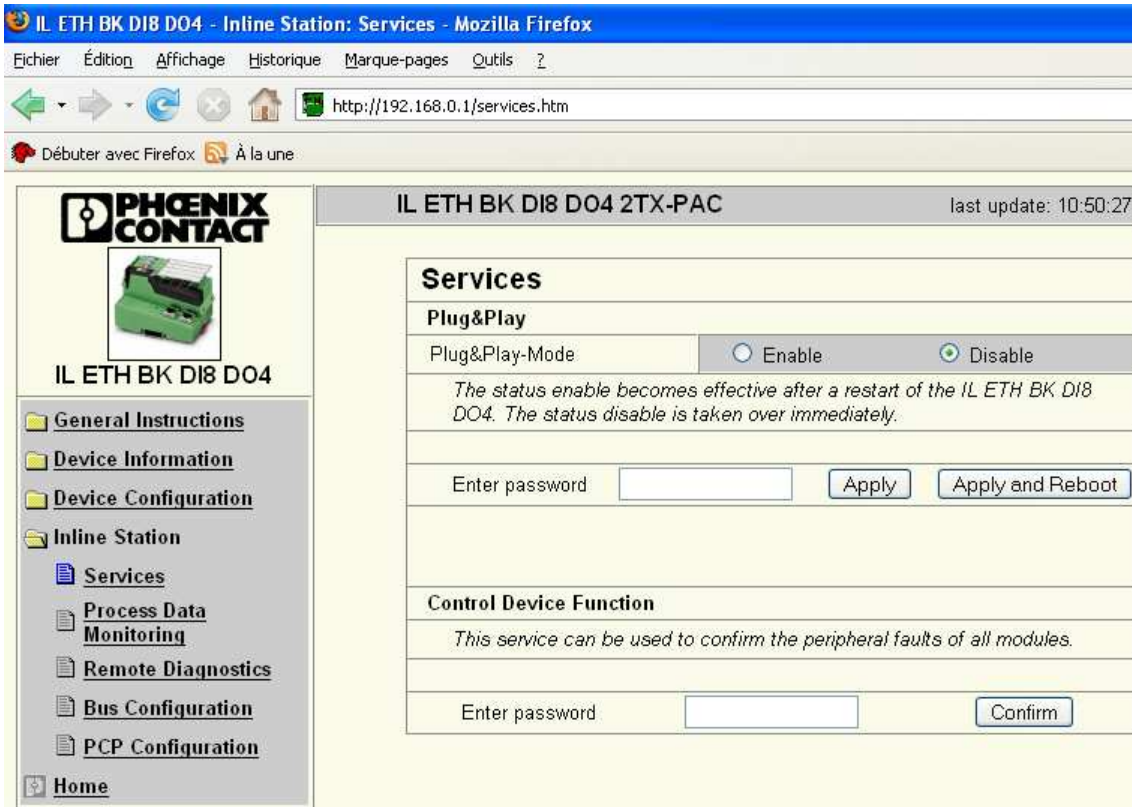 IL ETH BK DI8 DO4 - Inline Station: Services - Mozilla Firefox
Fichier Édition Affichage Historique Marque-pages Outils ?
http://192.168.0.1/services.htm
Débuter avec Firefox À la une
PHŒNIX
CONTACT
IL ETH BK DI8 DO4
General Instructions
Device Information
Device Configuration
Inline Station
Services
Process Data
Monitoring
Remote Diagnostics
Bus Configuration
PCP Configuration
Home
IL ETH BK DI8 DO4 2TX-PAC last update: 10:50:27
Services
Plug&Play
Plug&Play-Mode Enable Disable
The status enable becomes effective after a restart of the IL ETH BK DI8
DO4. The status disable is taken over immediately.
Enter password Apply Apply and Reboot
Control Device Function
This service can be used to confirm the peripheral faults of all modules.
Enter password Confirm